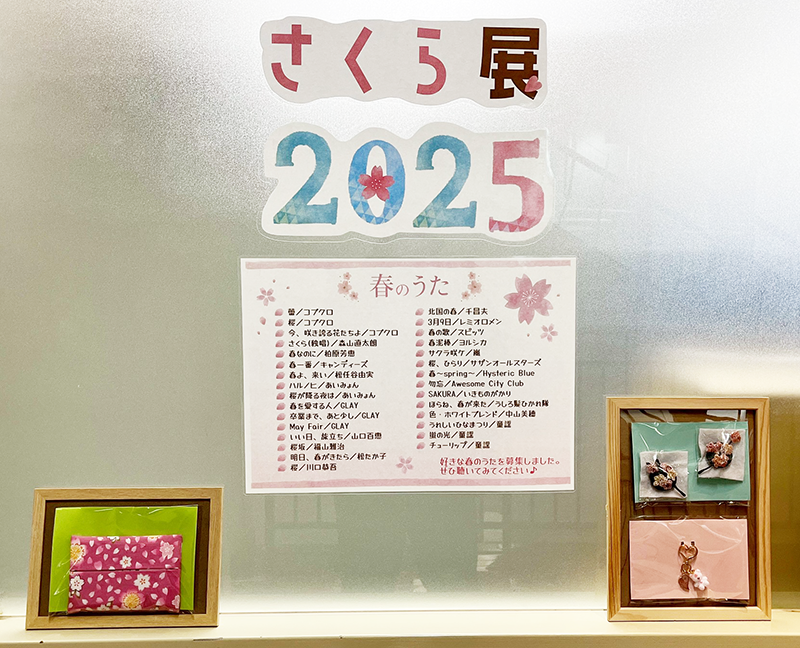 さくら展
2025
春のうた
蕾／コブクロ
桜／コブクロ
今、咲き誇る花たちよ／コブクロ
さくら(独唱)／森山直太朗
春なのに／柏原芳恵
春一番／キャンディーズ
春よ、来い／松任谷由実
ハルノヒ／あいみょん
桜が降る夜は／あいみょん
春を愛する人／GLAY
卒業まで、あと少し／GLAY
May Fair／GLAY
いい日、旅立ち／山口百恵
桜坂／福山雅治
明日、春がきたら／松たか子
桜／川口恭吾
北国の春／千昌夫
3月9日／レミオロメン
春の歌／スピッツ
春泥棒／ヨルシカ
サクラ咲ケ／嵐
桜、ひらり／サザンオールスターズ
春～spring～／Hysteric Blue
勿忘／Awesome City Club
SAKURA／いきものがかり
ほらね、春が来た／うしろ髪ひかれ隊
色・ホワイトブレンド／中山美穂
うれしいひなまつり／童謡
蛍の光／童謡
チューリップ／童謡
好きな春のうたを募集しました。
ぜひ聴いてみてください♪